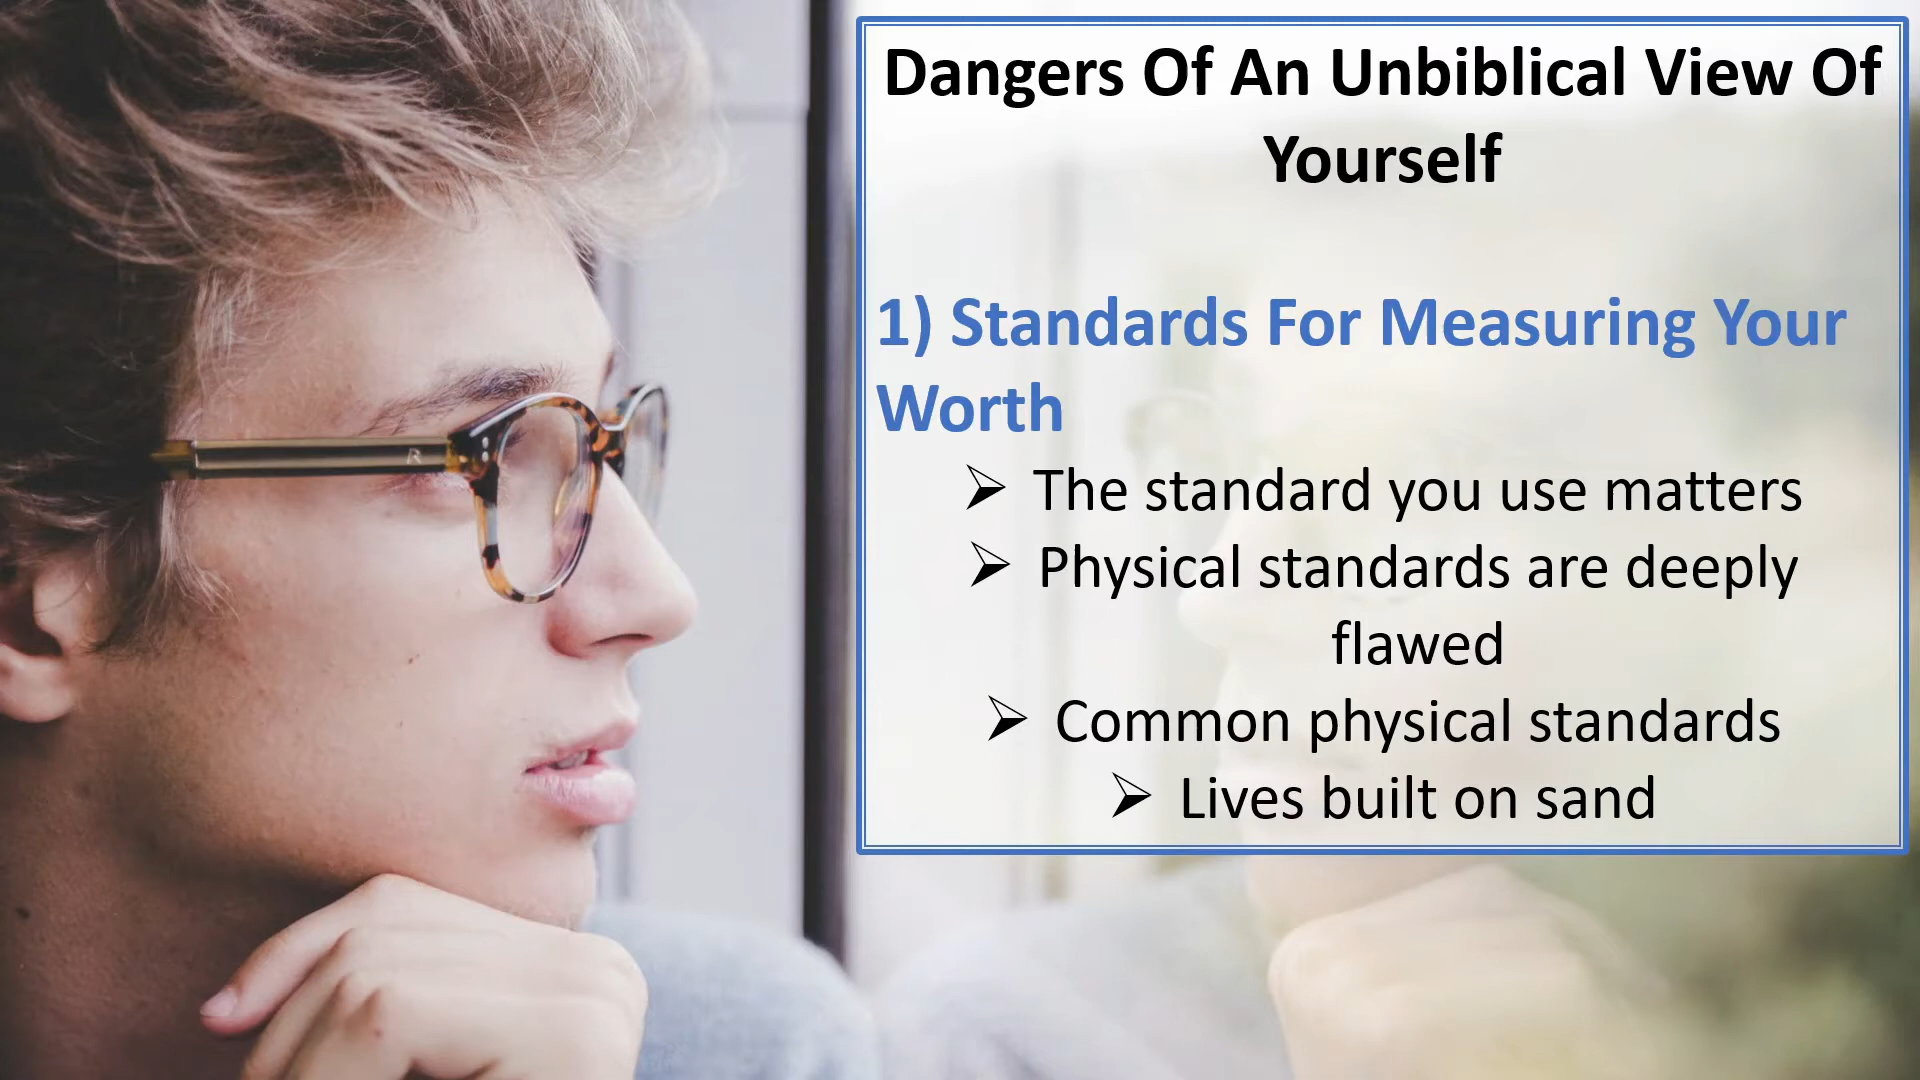 Dangers Of An Unbiblical View Of
Yourself
1) Standards For Measuring Your
Worth
➢ The standard you use matters
➢ Physical standards are deeply
flawed
➢ Common physical standards
➢ Lives built on sand
R